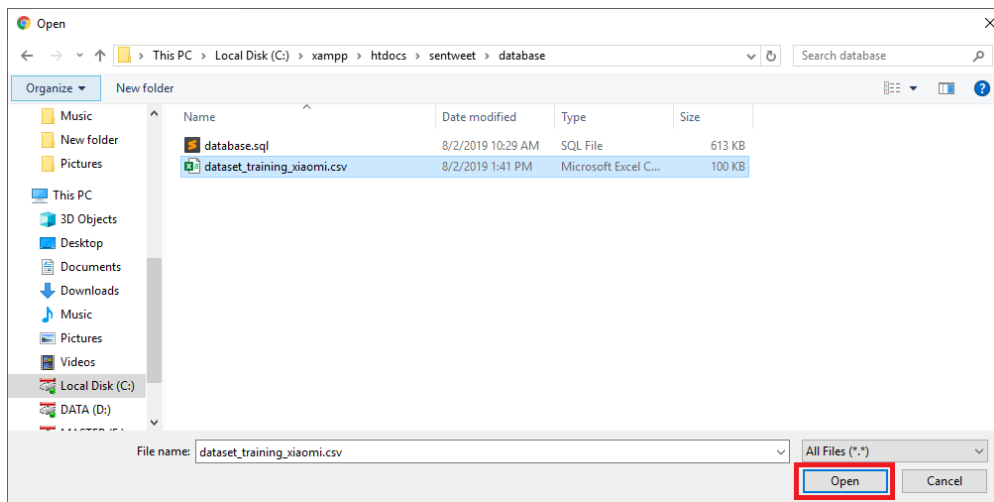 Open
This PC > Local Disk (C:) > xampp > htdocs > sentweet > database
Search database
Organize
New folder
Music
New folder
Pictures
This PC
3D Objects
Desktop
Documents
Downloads
Music
Pictures
Videos
Local Disk (C:)
DATA (D:)
Name Date modified Type Size
database.sql 8/2/2019 10:29 AM SQL File 613 KB
dataset_training_xiaomi.csv 8/2/2019 1:41 PM Microsoft Excel C... 100 KB
File name: dataset_training_xiaomi.csv
All Files (*.*)
Open Cancel